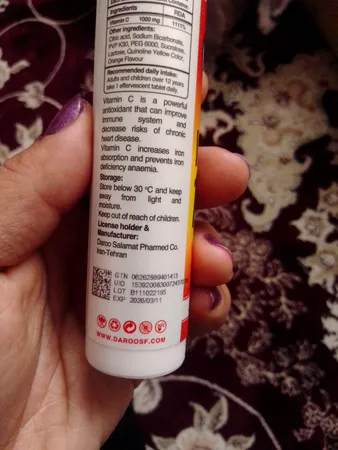 Ingredients RDA
Vitamin C 1000 mg 1111%
Other ingredients:
Citric acid, Sodium Bicarbonate,
PVP K30, PEG 6000, Sucralose,
Lactose, Quinoline Yellow Color,
Orange Flavour
Recommended daily intake:
Adults and children over 12 years
take 1 effervescent tablet daily.
Vitamin C is a powerful
antioxidant that can improve
immune system and
decrease risks of chronic
heart disease.
Vitamin C increases iron
absorption and prevents iron
deficiency anaemia.
Storage:
Store below 30 °C and keep
away from light and
moisture.
Keep out of reach of children.
License holder &
Manufacturer:
Daroo Salamat Pharmed Co.
Iran-Tehran
GTN 06262889401413
UID
LOT B111022195
EXP 2026/03/11
WWW.DAROOSF.COM